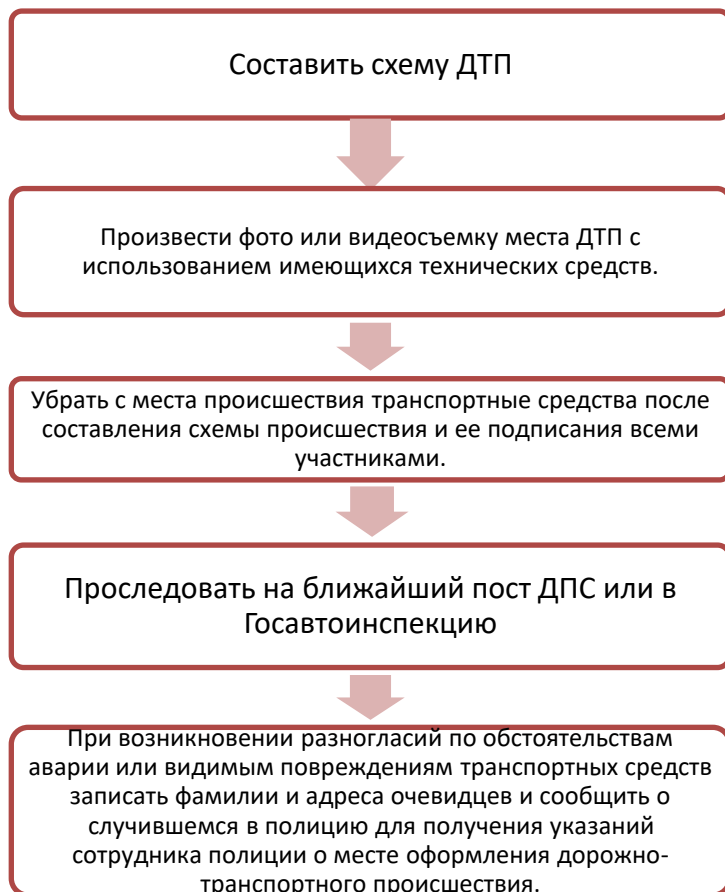 Составить схему ДТП
Произвести фото или видеосъемку места ДТП с
использованием имеющихся технических средств.
Убрать с места происшествия транспортные средства после
составления схемы происшествия и ее подписания всеми
участниками.
Проследовать на ближайший пост ДПС или в
Госавтоинспекцию
При возникновении разногласий по обстоятельствам
аварии или видимым повреждениям транспортных средств
записать фамилии и адреса очевидцев и сообщить о
случившемся в полицию для получения указаний
сотрудника полиции о месте оформления дорожно-
транспортного происшествия.